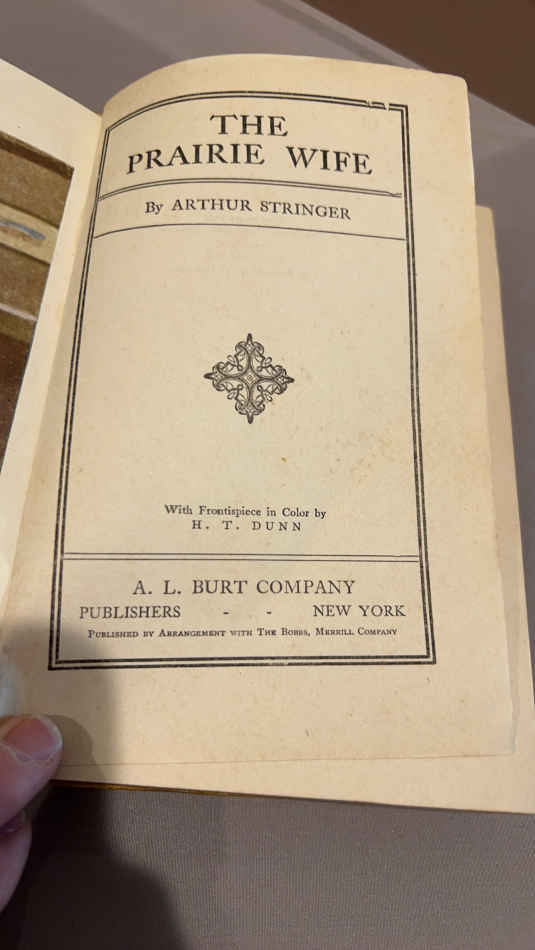 THE
PRAIRIE WIFE
By ARTHUR STRINGER
With Frontispiece in Color by
H. T. DUNN
A. L. BURT COMPANY
PUBLISHERS - - NEW YORK
PUBLISHED BY ARRANGEMENT WITH THE BOBBS, MERRILL COMPANY